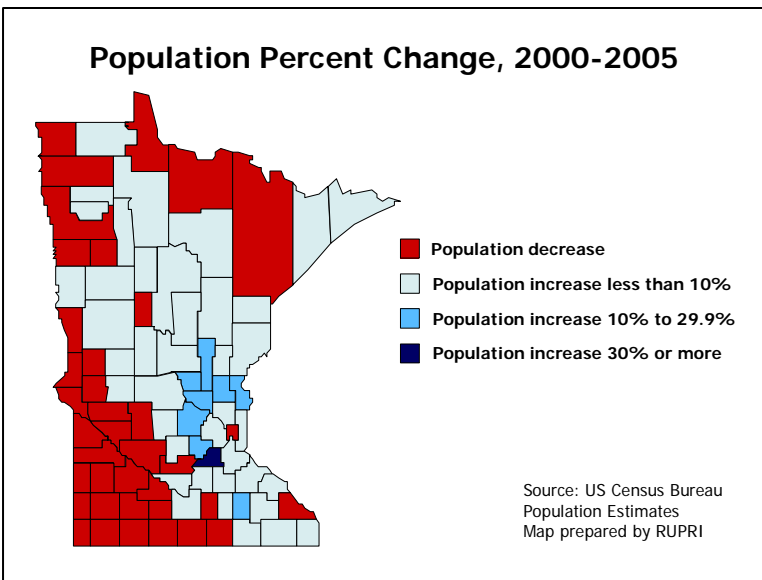 Population Percent Change, 2000-2005
Population decrease
Population increase less than 10%
Population increase 10% to 29.9%
Population increase 30% or more
Source: US Census Bureau
Population Estimates
Map prepared by RUPRI